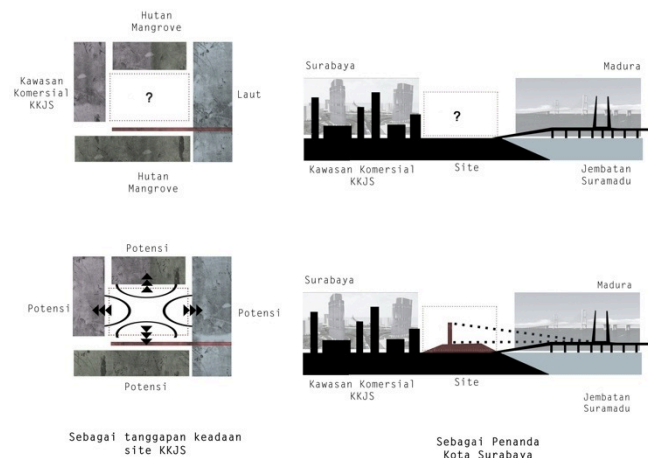 Hutan
Mangrove
Kawasan
Komersial
KKJS
?
Laut
Hutan
Mangrove
Surabaya
Madura
?
Kawasan Komersial
KKJS
Site
Jembatan
Suramadu
Potensi
Potensi
Potensi
Potensi
Surabaya
Madura
Kawasan Komersial
KKJS
Site
Jembatan
Suramadu
Sebagai tanggapan keadaan
site KKJS
Sebagai Penanda
Kota Surabaya